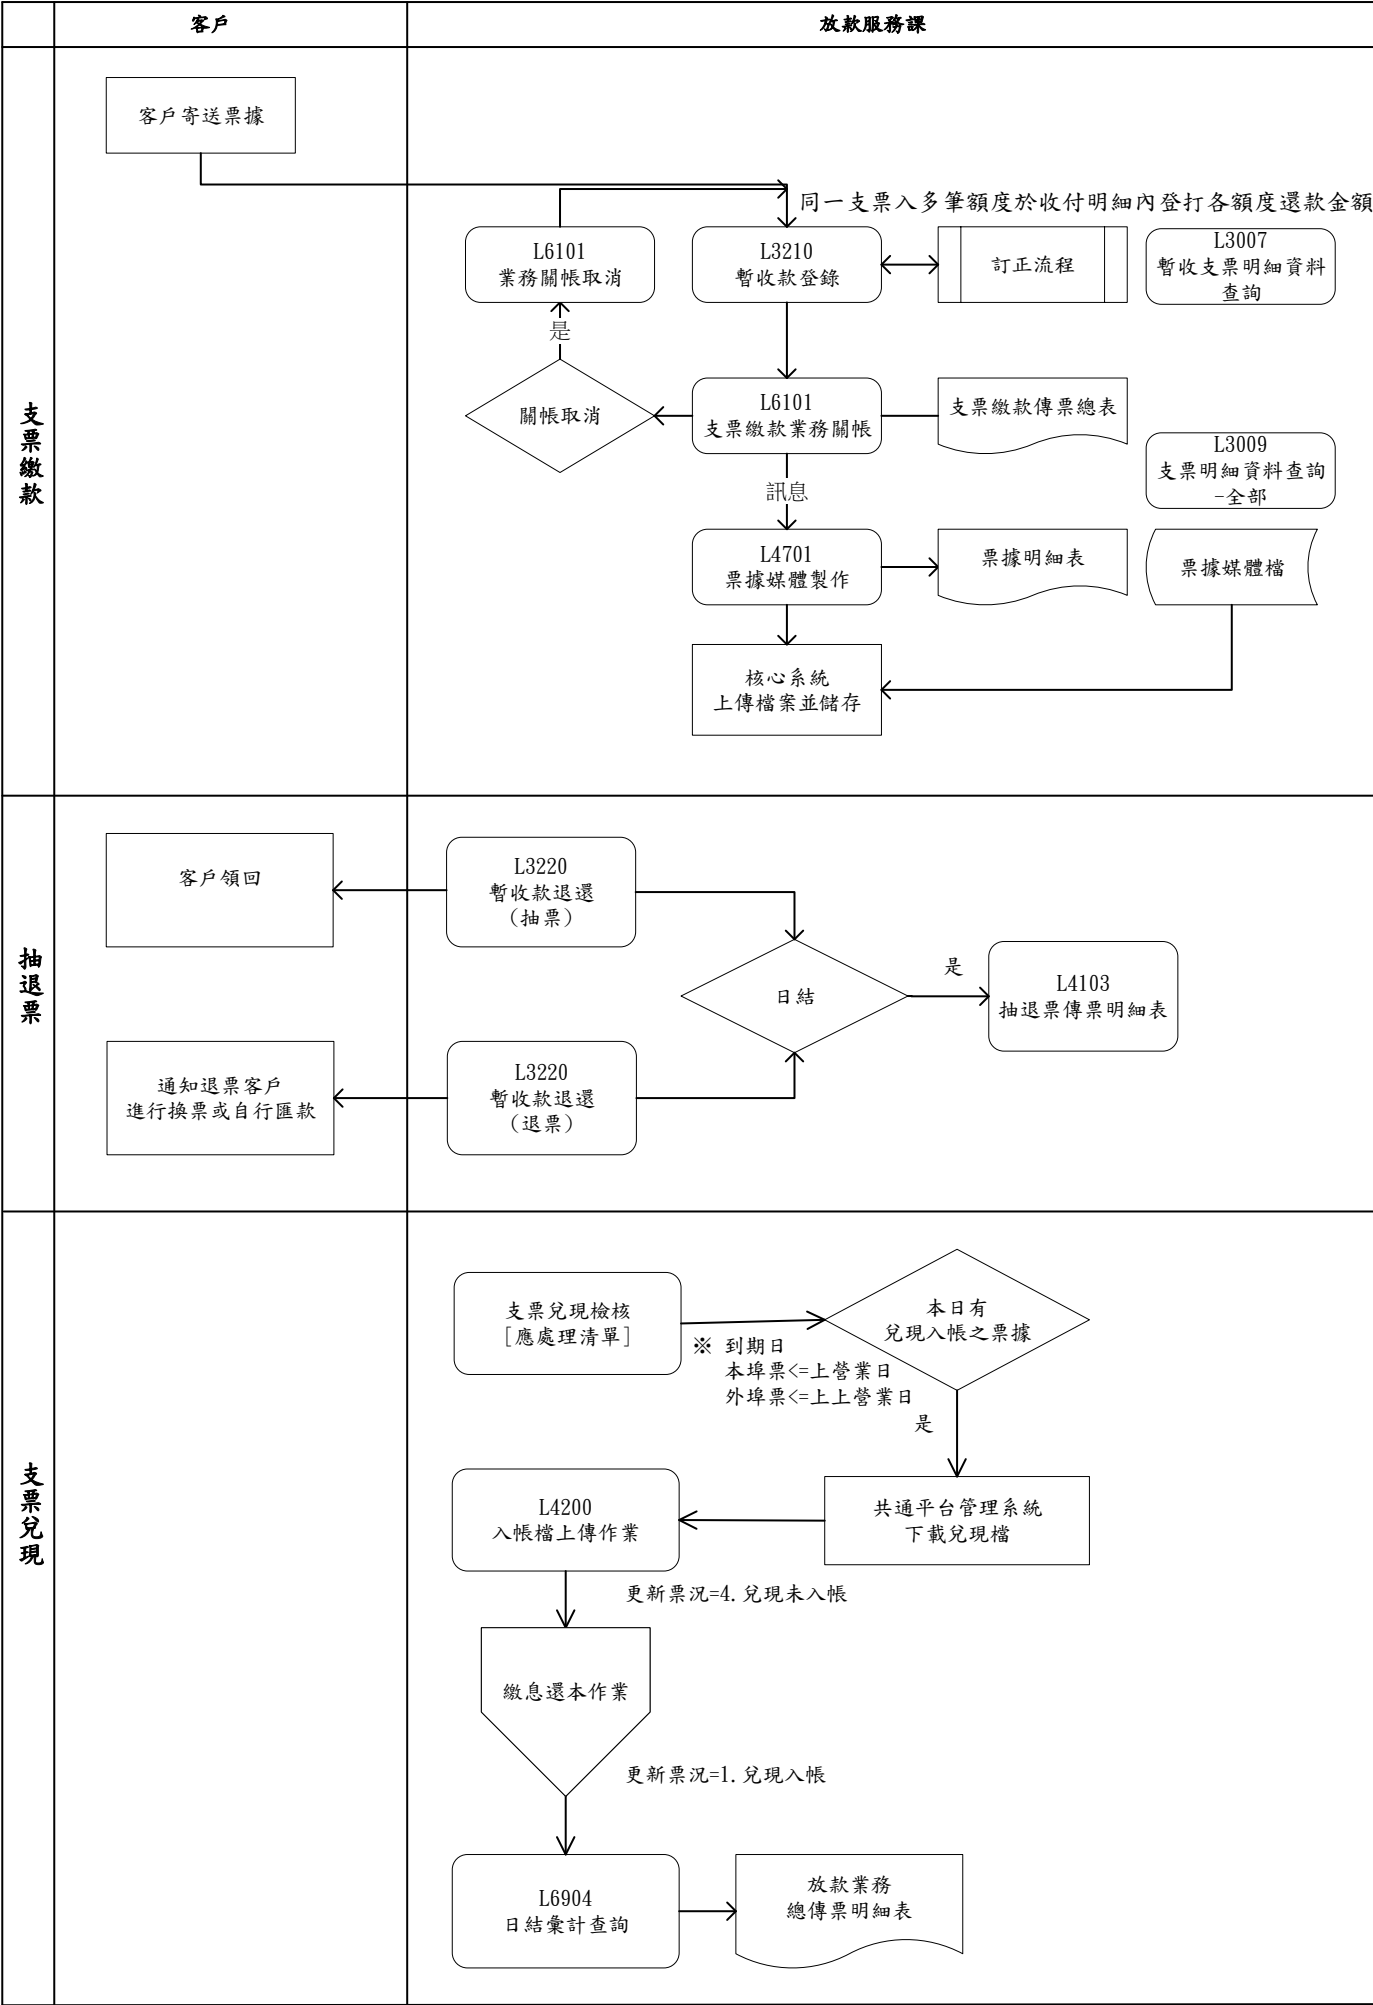 客戶
放款服務課
支票繳款
客戶寄送票據
同一支票入多筆額度於收付明細內登打各額度還款金額
L6101
業務關帳取消
L3210
暫收款登錄
訂正流程
L3007
暫收支票明細資料
查詢
是
關帳取消
L6101
支票繳款業務關帳
支票繳款傳票總表
L3009
支票明細資料查詢
-全部
訊息
L4701
票據媒體製作
票據明細表
票據媒體檔
核心系統
上傳檔案並儲存
抽退票
客戶領回
L3220
暫收款退還
(抽票)
日結
是
L4103
抽退票傳票明細表
通知退票客戶
進行換票或自行匯款
L3220
暫收款退還
(退票)
支票兌現
支票兌現檢核
[應處理清單]
本日有
兌現入帳之票據
※ 到期日
本埠票<=上營業日
外埠票<=上上營業日
是
L4200
入帳檔上傳作業
共通平台管理系統
下載兌現檔
更新票況=4.兌現未入帳
繳息還本作業
更新票況=1.兌現入帳
L6904
日結彙計查詢
放款業務
總傳票明細表